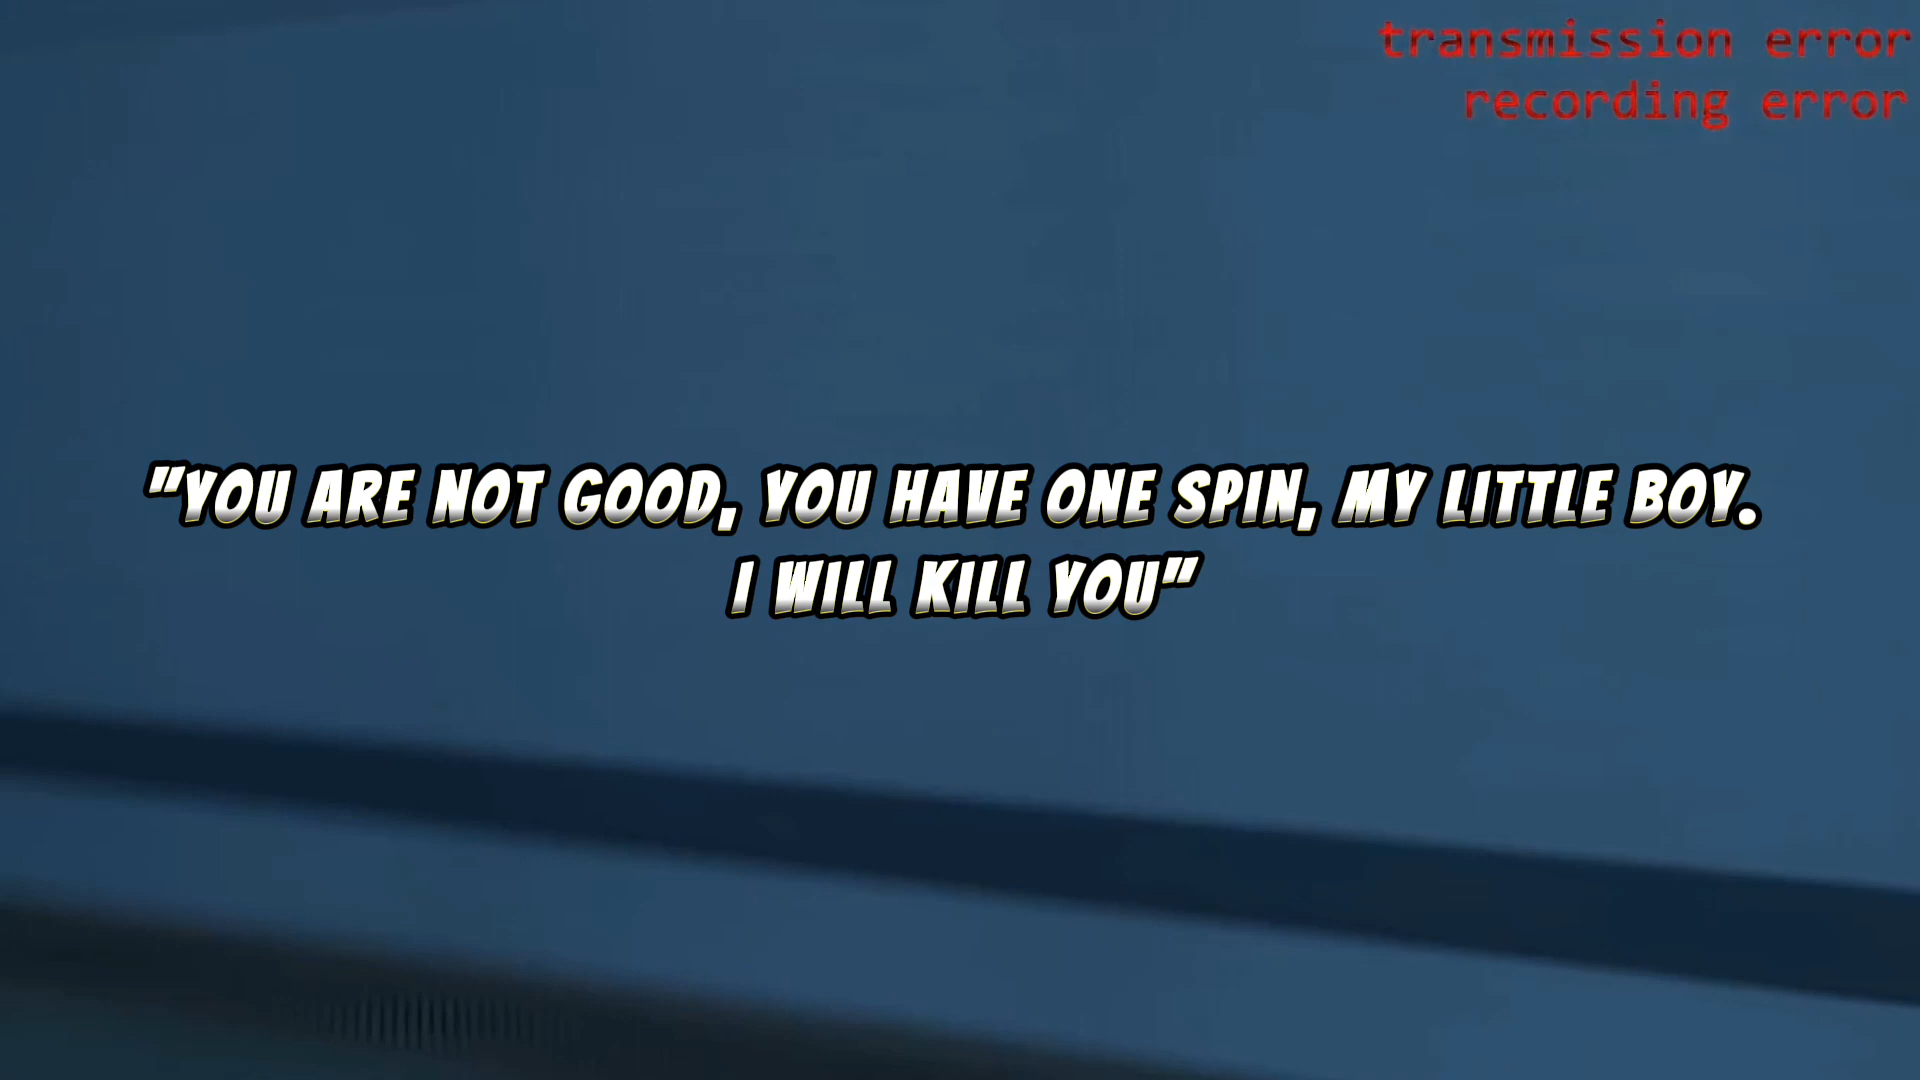 transmission error
recording error
"YOU ARE NOT GOOD, YOU HAVE ONE SPIN, MY LITTLE BOY.
I WILL KILL YOU"